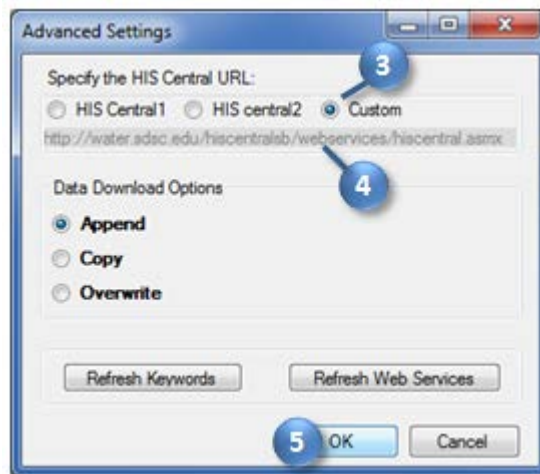 Advanced Settings
Specify the HIS Central URL:
3
HIS Central1 HIS central2 Custom
http://water.sdsc.edu/hiscentralsb/webservices/hiscentral.asmx
4
Data Download Options
Append
Copy
Overwrite
Refresh Keywords Refresh Web Services
5 OK Cancel